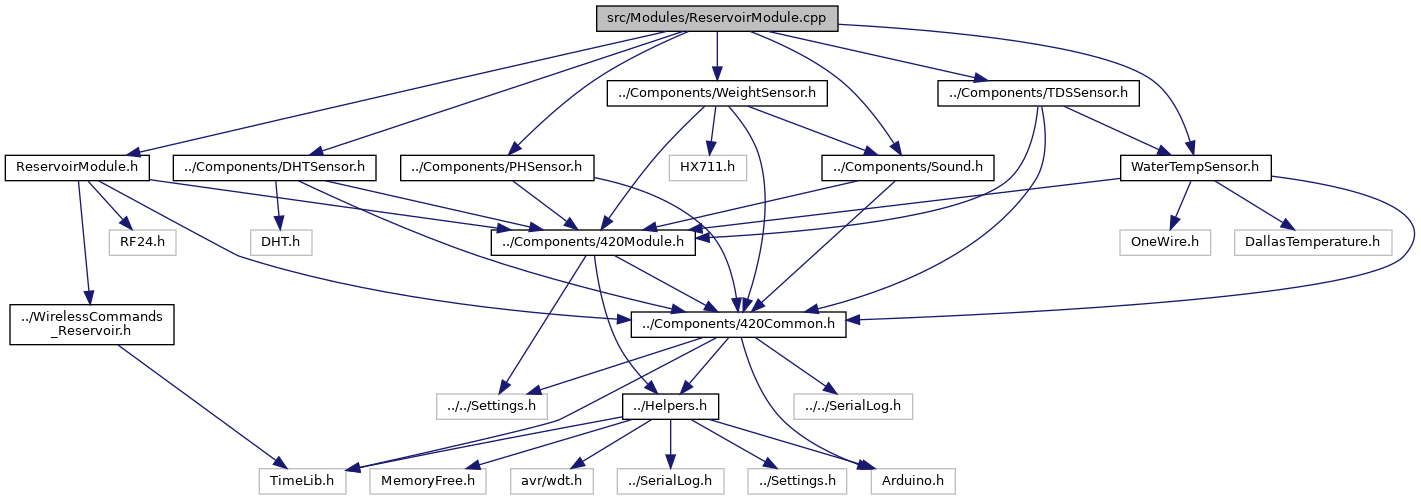 src/Modules/ReservoirModule.cpp
../Components/WeightSensor.h
../Components/TDSSensor.h
ReservoirModule.h
../Components/DHTSensor.h
../Components/PHSensor.h
HX711.h
../Components/Sound.h
WaterTempSensor.h
RF24.h
DHT.h
../Components/420Module.h
OneWire.h
DallasTemperature.h
../WirelessCommands
_Reservoir.h
../Components/420Common.h
../../Settings.h
../Helpers.h
../../SerialLog.h
TimeLib.h
MemoryFree.h
avr/wdt.h
../SerialLog.h
../Settings.h
Arduino.h